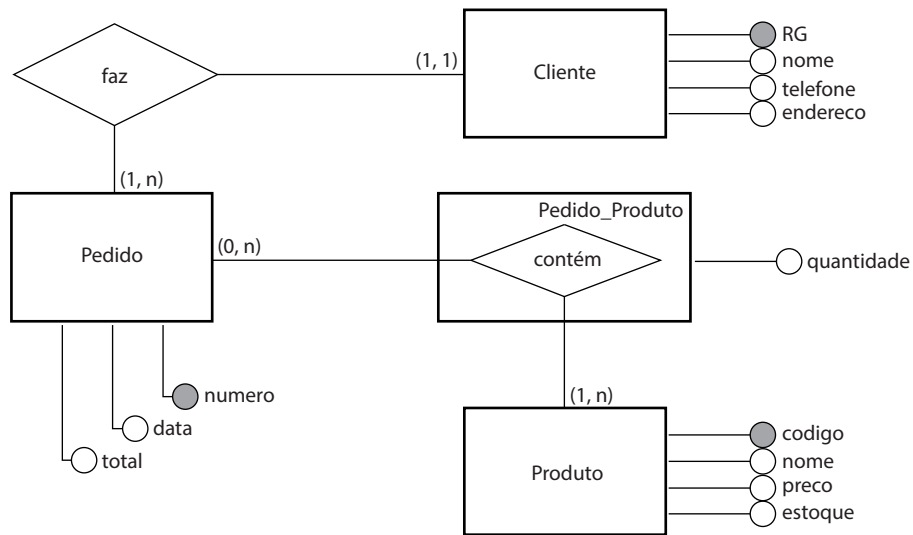 faz
(1, 1)
Cliente
RG
nome
telefone
endereco
(1, n)
Pedido
(0, n)
Pedido_Produto
contém
quantidade
numero
data
total
(1, n)
Produto
codigo
nome
preco
estoque